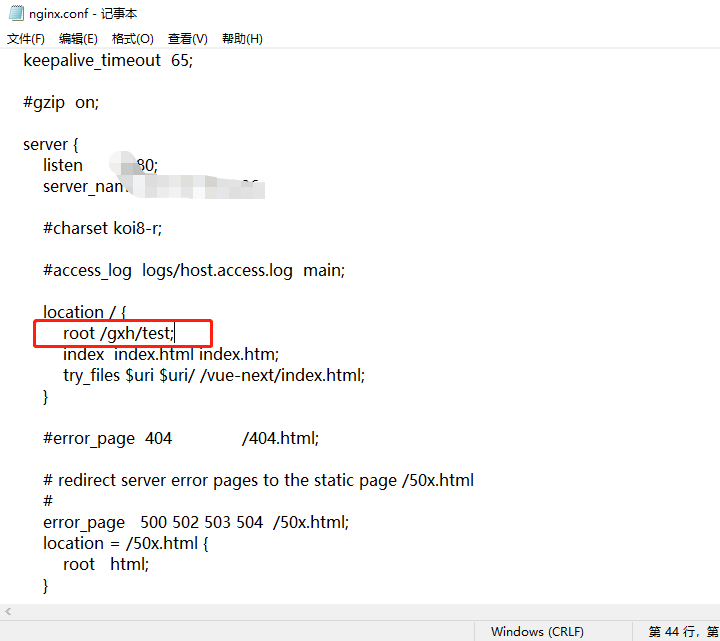 nginx.conf - 记事本
文件(F) 编辑(E) 格式(O) 查看(V) 帮助(H)
keepalive_timeout  65;
#gzip  on;
server {
listen 80;
#charset koi8-r;
#access_log  logs/host.access.log  main;
location / {
root /gxh/test;
index  index.html index.htm;
try_files $uri $uri/ /vue-next/index.html;
}
#error_page  404              /404.html;
# redirect server error pages to the static page /50x.html
#
error_page   500 502 503 504  /50x.html;
location = /50x.html {
root   html;
}
Windows (CRLF) 第 44 行，第